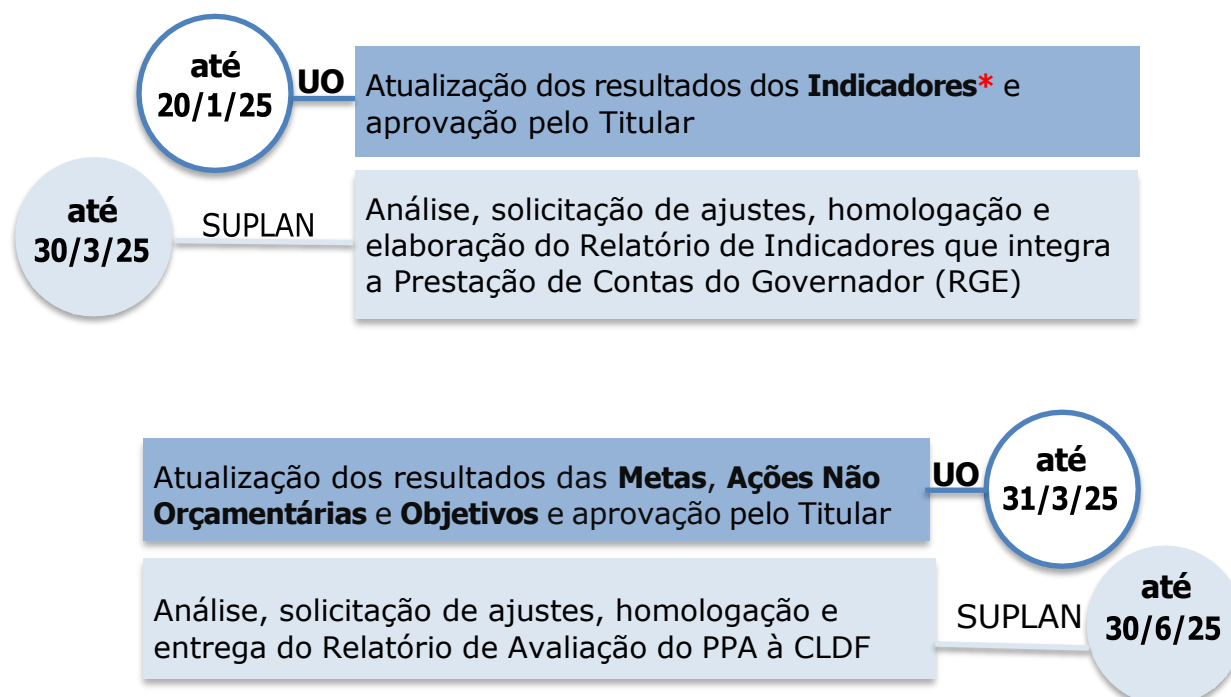 até
20/1/25
UO
Atualização dos resultados dos Indicadores* e
aprovação pelo Titular
até
30/3/25
SUPLAN
Análise, solicitação de ajustes, homologação e
elaboração do Relatório de Indicadores que integra
a Prestação de Contas do Governador (RGE)
Atualização dos resultados das Metas, Ações Não
Orçamentárias e Objetivos e aprovação pelo Titular
UO
até
31/3/25
Análise, solicitação de ajustes, homologação e
entrega do Relatório de Avaliação do PPA à CLDF
SUPLAN
até
30/6/25